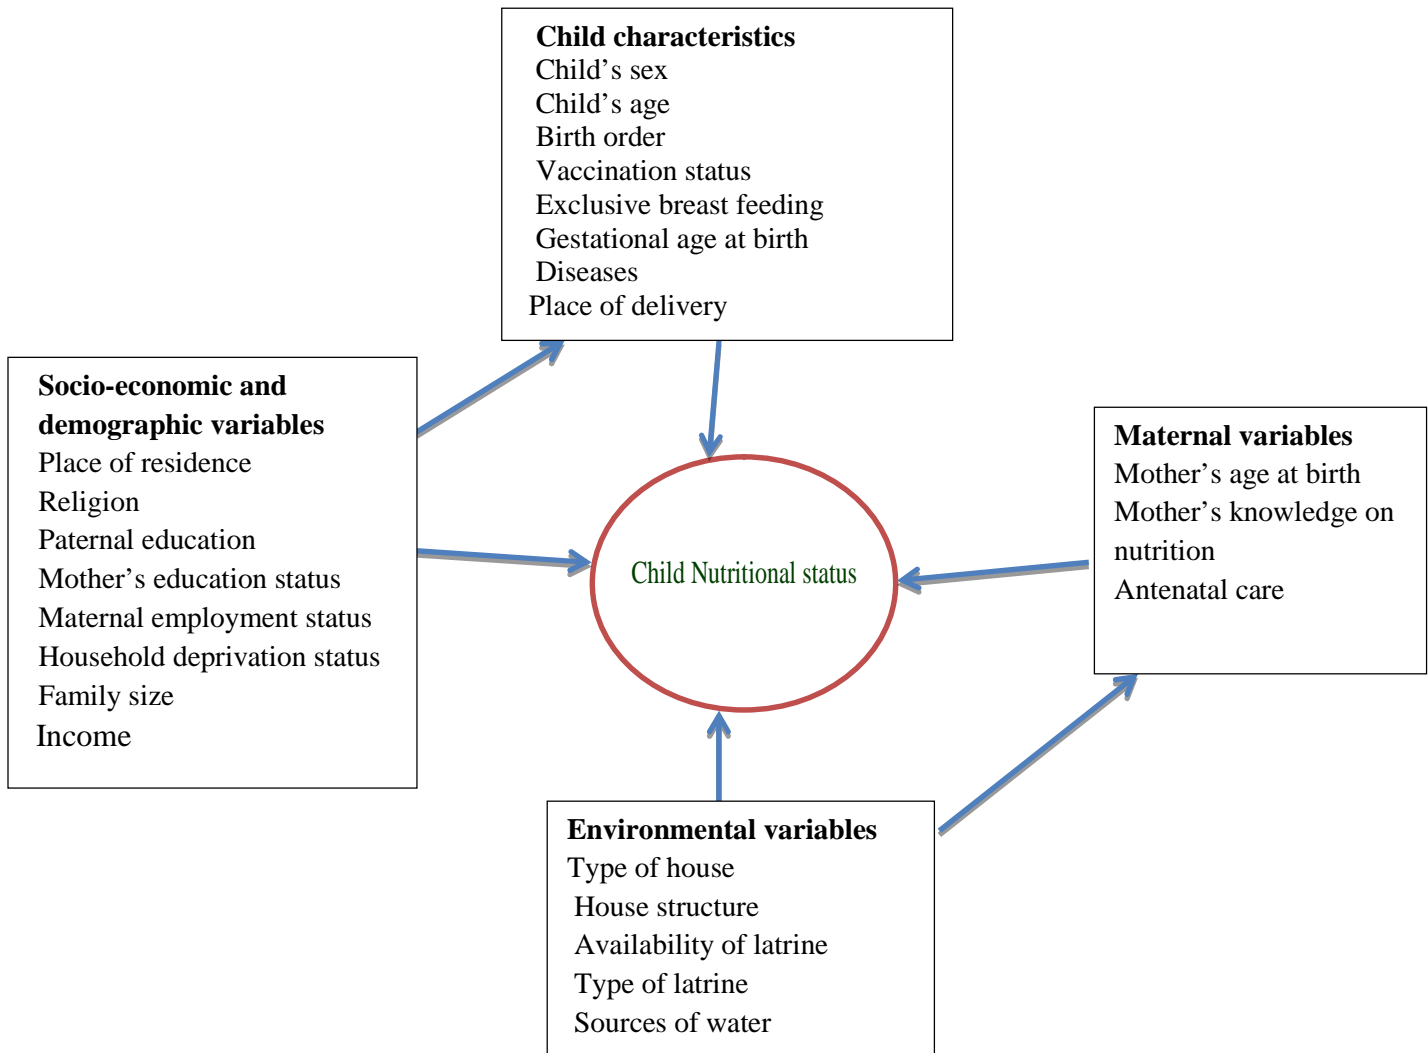 Child characteristics
Child’s sex
Child’s age
Birth order
Vaccination status
Exclusive breast feeding
Gestational age at birth
Diseases
Place of delivery
Socio-economic and
demographic variables
Place of residence
Religion
Paternal education
Mother’s education status
Maternal employment status
Household deprivation status
Family size
Income
Child Nutritional status
Maternal variables
Mother’s age at birth
Mother’s knowledge on
nutrition
Antenatal care
Environmental variables
Type of house
House structure
Availability of latrine
Type of latrine
Sources of water